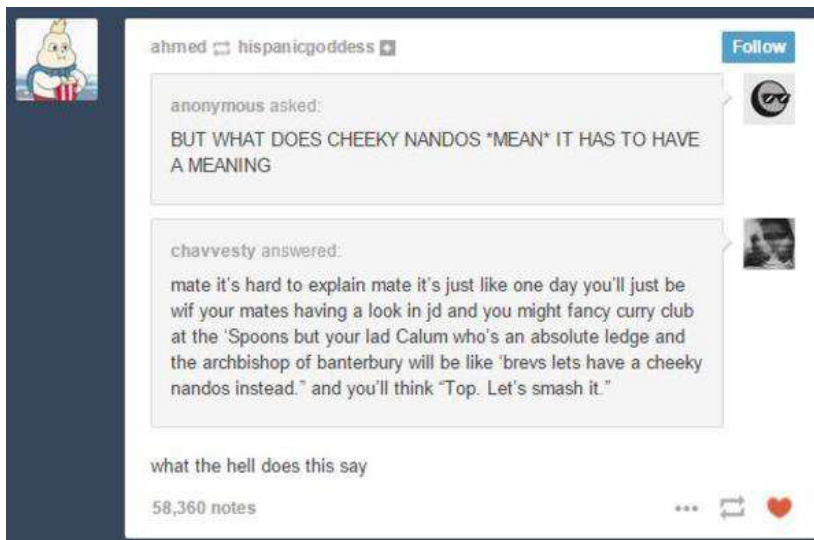 ahmed hispanicgoddess
Follow
anonymous asked:
BUT WHAT DOES CHEEKY NANDOS *MEAN* IT HAS TO HAVE
A MEANING
chavvesty answered:
mate it's hard to explain mate it's just like one day you'll just be
wif your mates having a look in jd and you might fancy curry club
at the 'Spoons but your lad Calum who's an absolute ledge and
the archbishop of banterbury will be like 'brevs lets have a cheeky
nandos instead." and you'll think "Top. Let's smash it."
what the hell does this say
58,360 notes